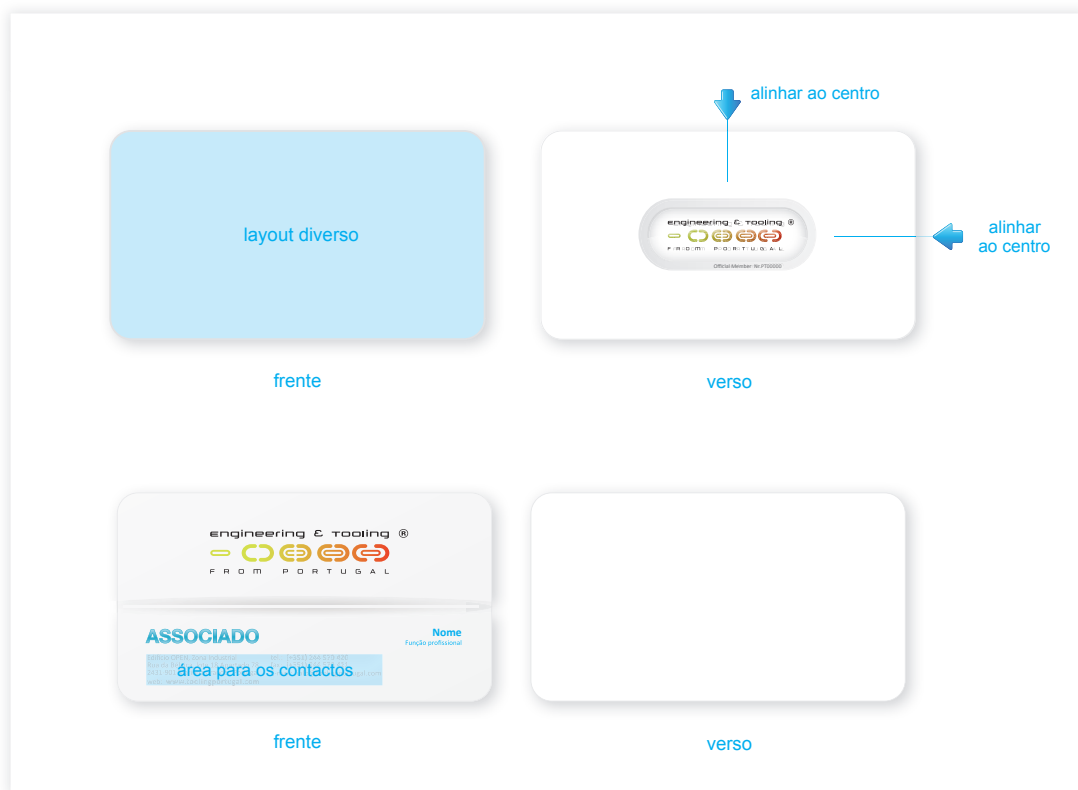 alinhar ao centro
layout diverso
engineering & Tooling ®
FROM PORTUGAL
Official Member Nr.PT00000
alinhar
ao centro
frente
verso
engineering & Tooling ®
FROM PORTUGAL
ASSOCIADO
Nome
Função profissional
área para os contactos
frente
verso